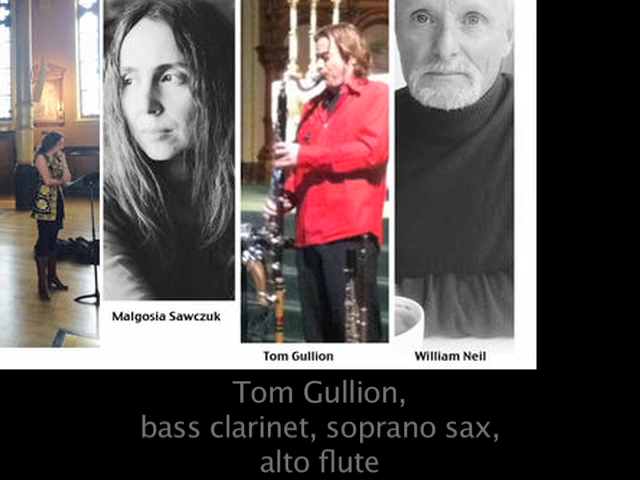 Malgosia Sawczuk
Tom Gullion
William Neil
Tom Gullion,
bass clarinet, soprano sax,
alto flute